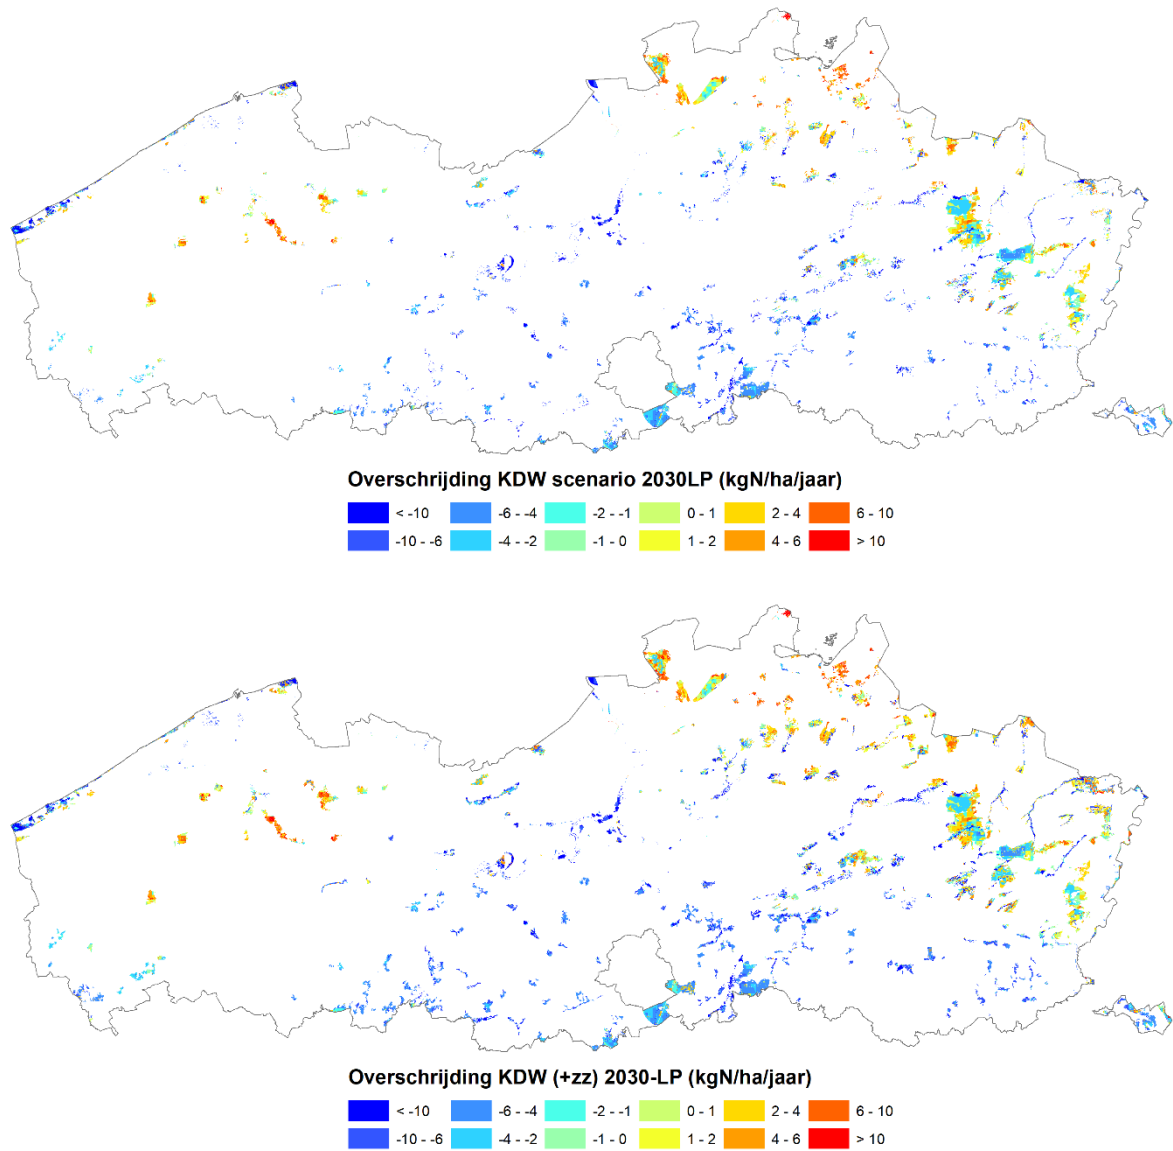 Overschrijding KDW scenario 2030LP (kgN/ha/jaar)
< -10 -6 - -4 -2 - -1 0 - 1 2 - 4 6 - 10
-10 - -6 -4 - -2 -1 - 0 1 - 2 4 - 6 > 10
Overschrijding KDW (+zz) 2030-LP (kgN/ha/jaar)
< -10 -6 - -4 -2 - -1 0 - 1 2 - 4 6 - 10
-10 - -6 -4 - -2 -1 - 0 1 - 2 4 - 6 > 10